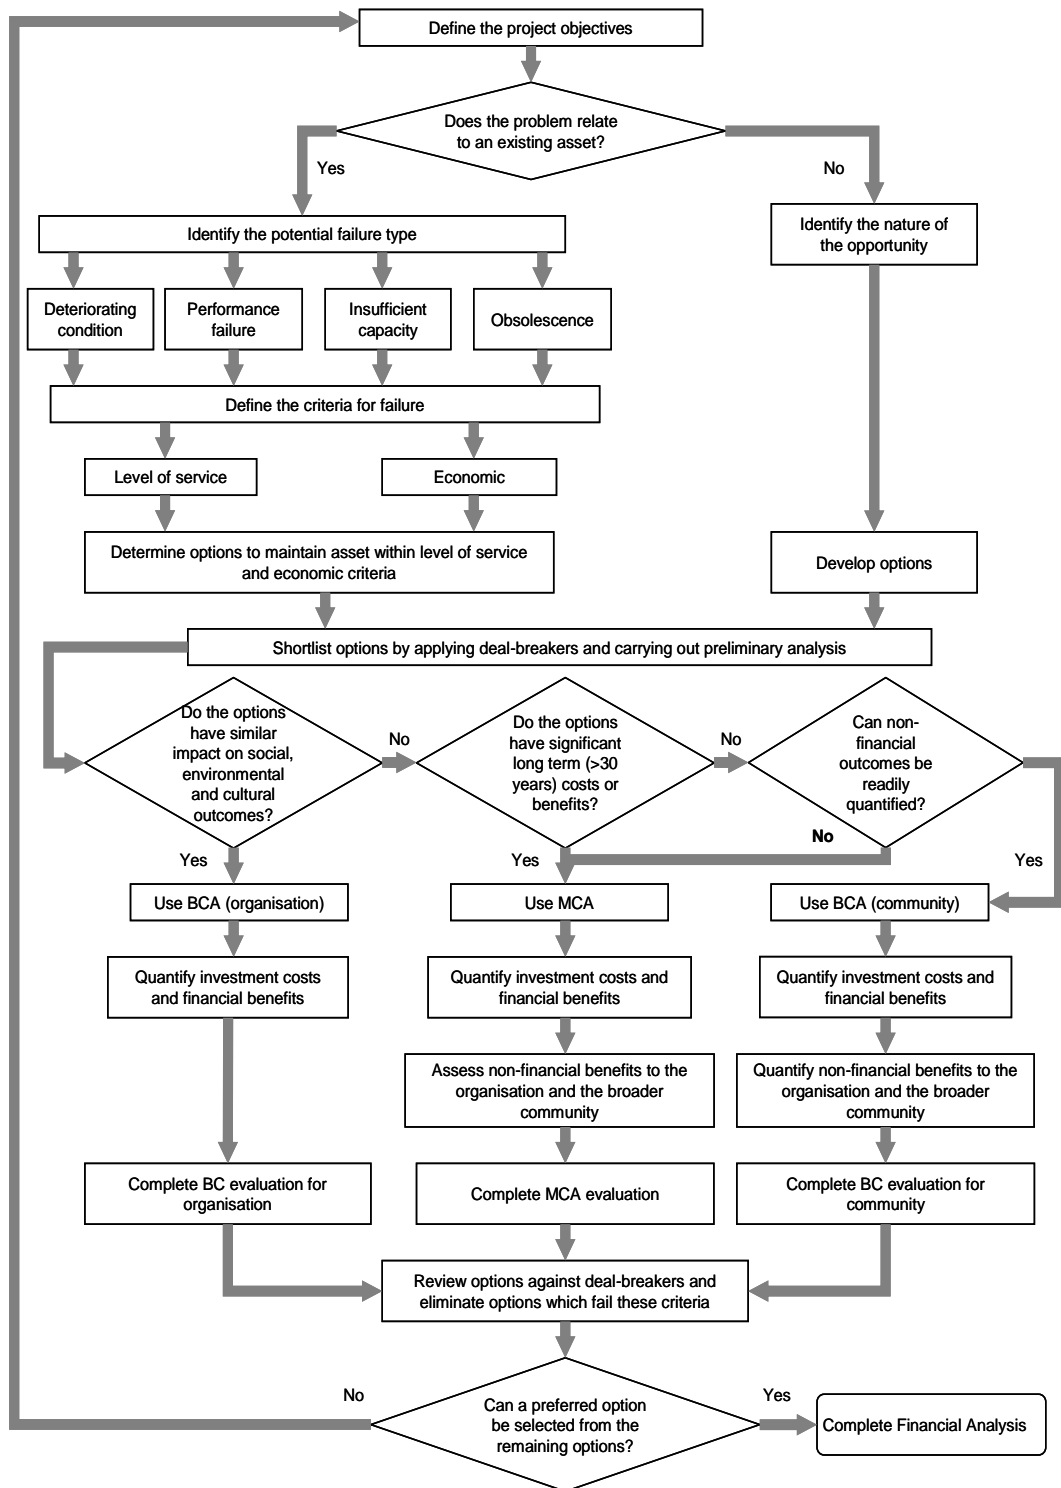 Define the project objectives
Does the problem relate
to an existing asset?
Yes
No
Identify the potential failure type
Identify the nature of
the opportunity
Deteriorating
condition
Performance
failure
Insufficient
capacity
Obsolescence
Define the criteria for failure
Level of service
Economic
Determine options to maintain asset within level of service
and economic criteria
Develop options
Shortlist options by applying deal-breakers and carrying out preliminary analysis
Do the options
have similar
impact on social,
environmental
and cultural
outcomes?
No
Do the options
have significant
long term (>30
years) costs or
benefits?
No
Can non-
financial
outcomes be
readily
quantified?
Yes
Yes
No
Yes
Use BCA (organisation)
Use MCA
Use BCA (community)
Quantify investment costs
and financial benefits
Quantify investment costs and
financial benefits
Quantify investment costs and
financial benefits
Assess non-financial benefits to the
organisation and the broader
community
Quantify non-financial benefits to the
organisation and the broader
community
Complete BC evaluation for
organisation
Complete MCA evaluation
Complete BC evaluation for
community
Review options against deal-breakers and
eliminate options which fail these criteria
No
Can a preferred option
be selected from the
remaining options?
Yes
Complete Financial Analysis